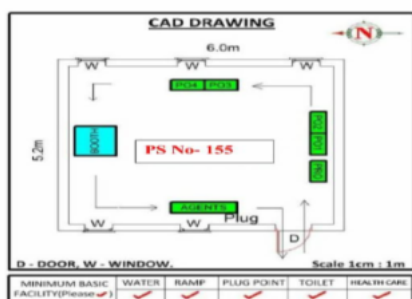 CAD DRAWING
6.0m
N
W W W
PO4 PO3
BOOTH
5.2m
PS No- 155
PO2 PO1
PRO
AGENTS
Plug
W W
D
D - DOOR, W - WINDOW. Scale 1cm : 1m
MINIMUM BASIC FACILITY(Please✓) WATER RAMP PLUG POINT TOILET HEALTH CARE
✓ ✓ ✓ ✓ ✓